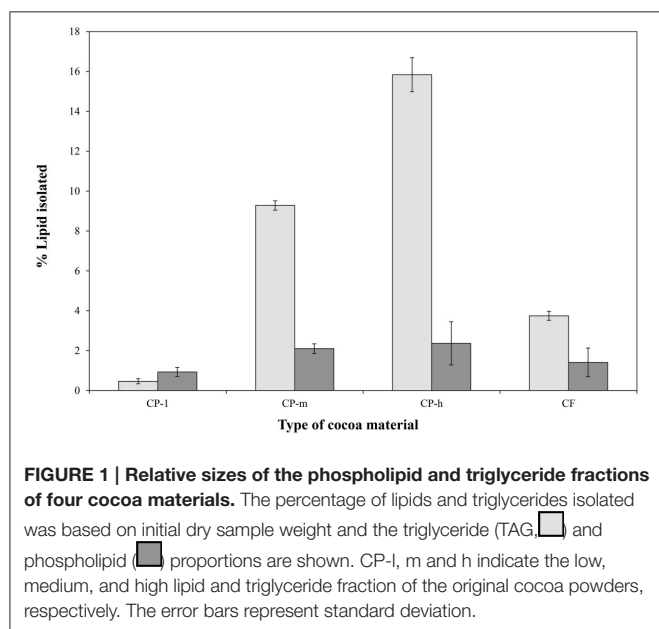 18
16
14
12
10
8
6
4
2
0
% Lipid isolated
CP-1 CP-m CP-h CF
Type of cocoa material
FIGURE 1 | Relative sizes of the phospholipid and triglyceride fractions
of four cocoa materials. The percentage of lipids and triglycerides isolated
was based on initial dry sample weight and the triglyceride (TAG, ) and
phospholipid ( ) proportions are shown. CP-l, m and h indicate the low,
medium, and high lipid and triglyceride fraction of the original cocoa powders,
respectively. The error bars represent standard deviation.